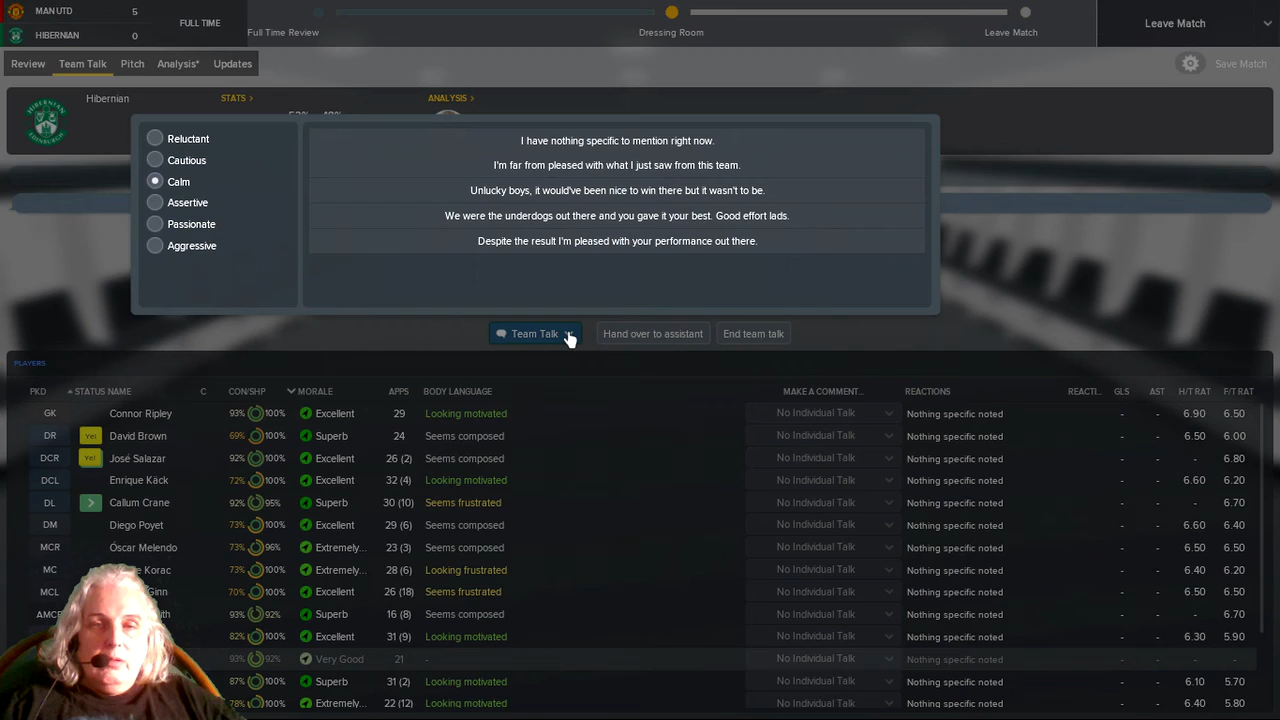 MAN UTD 5
HIBERNIAN 0
FULL TIME
Full Time Review
Dressing Room
Leave Match
Leave Match
Review
Team Talk
Pitch
Analysis*
Updates
Save Match
Hibernian
STATS >
ANALYSIS >
HIBERNIAN
EDINBURGH
Reluctant
Cautious
Calm
Assertive
Passionate
Aggressive
I have nothing specific to mention right now.
I'm far from pleased with what I just saw from this team.
Unlucky boys, it would've been nice to win there but it wasn't to be.
We were the underdogs out there and you gave it your best. Good effort lads.
Despite the result I'm pleased with your performance out there.
Team Talk
Hand over to assistant
End team talk
PLAYERS
PKD STATUS NAME C CON/SHP MORALE APPS BODY LANGUAGE MAKE A COMMENT... REACTIONS REACTI... GLS AST H/T RAT F/T RAT
GK Connor Ripley 93% 100% Excellent 29 Looking motivated No Individual Talk Nothing specific noted - - 6.90 6.50
DR Yel David Brown 69% 100% Superb 24 Seems composed No Individual Talk Nothing specific noted - - 6.50 6.00
DCR Yel José Salazar 92% 100% Excellent 26 (2) Seems composed No Individual Talk Nothing specific noted - - - 6.80
DCL Enrique Käck 72% 100% Excellent 32 (4) Looking motivated No Individual Talk Nothing specific noted - - 6.60 6.20
DL Callum Crane 92% 95% Superb 30 (10) Seems frustrated No Individual Talk Nothing specific noted - - - 6.70
DM Diego Poyet 73% 100% Excellent 29 (6) Seems composed No Individual Talk Nothing specific noted - - 6.60 6.40
MCR Óscar Melendo 73% 96% Extremely... 23 (3) Seems composed No Individual Talk Nothing specific noted - - 6.50 6.50
MC Korac 73% 100% Extremely... 28 (6) Looking frustrated No Individual Talk Nothing specific noted - - 6.40 6.20
MCL Ginn 70% 100% Excellent 26 (18) Seems frustrated No Individual Talk Nothing specific noted - - 6.50 6.50
93% 92% Superb 16 (8) Seems composed No Individual Talk Nothing specific noted - - - 6.70
82% 100% Excellent 31 (9) Looking motivated No Individual Talk Nothing specific noted - - 6.30 5.90
93% 92% Very Good 21 - No Individual Talk Nothing specific noted - - - -
87% 100% Superb 31 (2) Looking motivated No Individual Talk Nothing specific noted - - 6.10 5.70
78% 100% Extremely... 22 (12) Looking motivated No Individual Talk Nothing specific noted - - 6.40 5.80